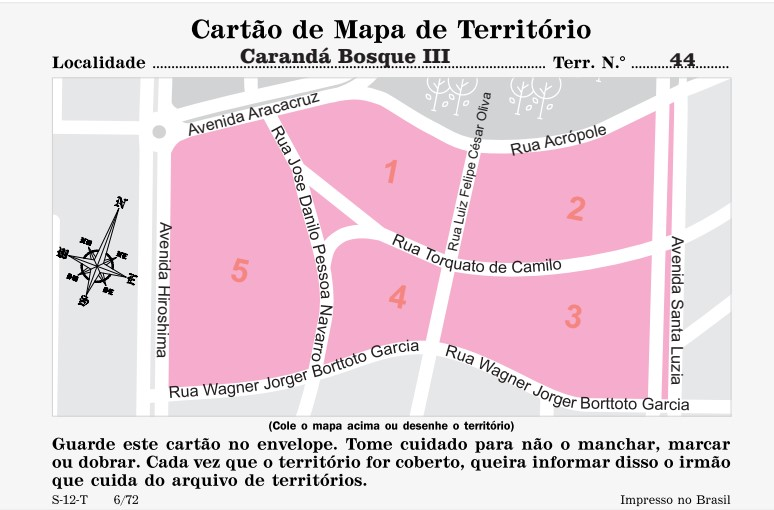 Cartão de Mapa de Território
Localidade Carandá Bosque III Terr. N.° 44
Avenida Aracacruz
Rua Luiz Felipe César Oliva
Rua Acrópole
Rua Jose Danilo Pessoa Navarro
1
2
N
Avenida Hiroshima
5
Rua Torquato de Camilo
Avenida Santa Luzia
4
3
Rua Wagner Jorger Borttoto Garcia
Rua Wagner Jorger Borttoto Garcia
(Cole o mapa acima ou desenhe o território)
Guarde este cartão no envelope. Tome cuidado para não o manchar, marcar
ou dobrar. Cada vez que o território for coberto, queira informar disso o irmão
que cuida do arquivo de territórios.
S-12-T 6/72 Impresso no Brasil